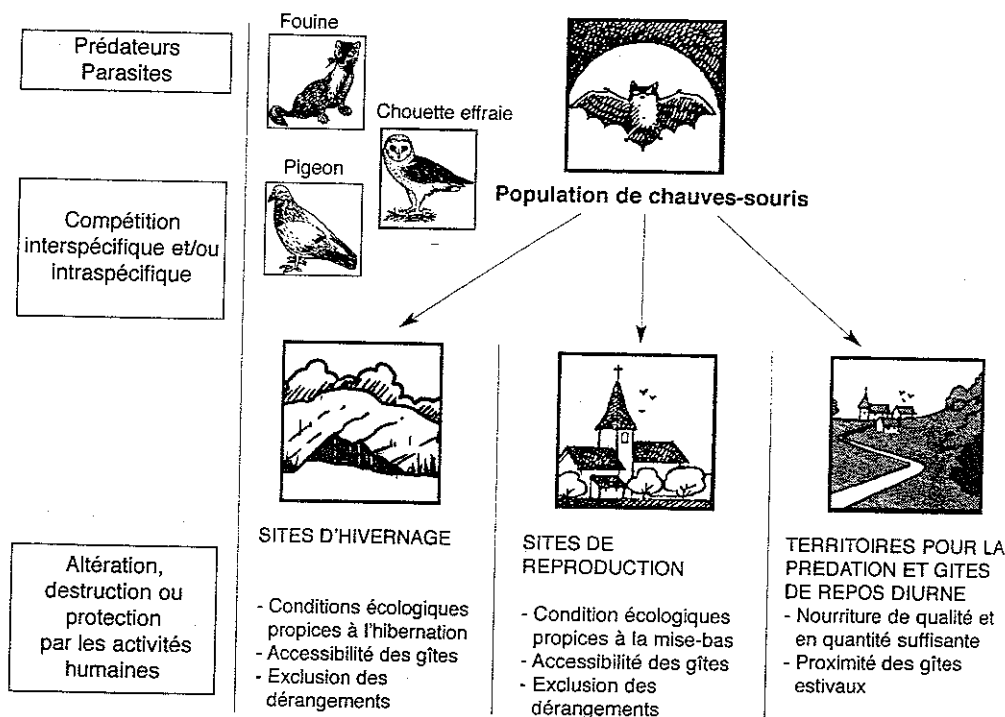 Prédateurs
Parasites
Fouine
Chouette effraie
Pigeon
Population de chauves-souris
Compétition
interspécifique et/ou
intraspécifique
Altération,
destruction ou
protection
par les activités
humaines
SITES D'HIVERNAGE
- Conditions écologiques
propices à l'hibernation
- Accessibilité des gîtes
- Exclusion des
dérangements
SITES DE
REPRODUCTION
- Condition écologiques
propices à la mise-bas
- Accessibilité des gîtes
- Exclusion des
dérangements
TERRITOIRES POUR LA
PREDATION ET GITES
DE REPOS DIURNE
- Nourriture de qualité et
en quantité suffisante
- Proximité des gîtes
estivaux